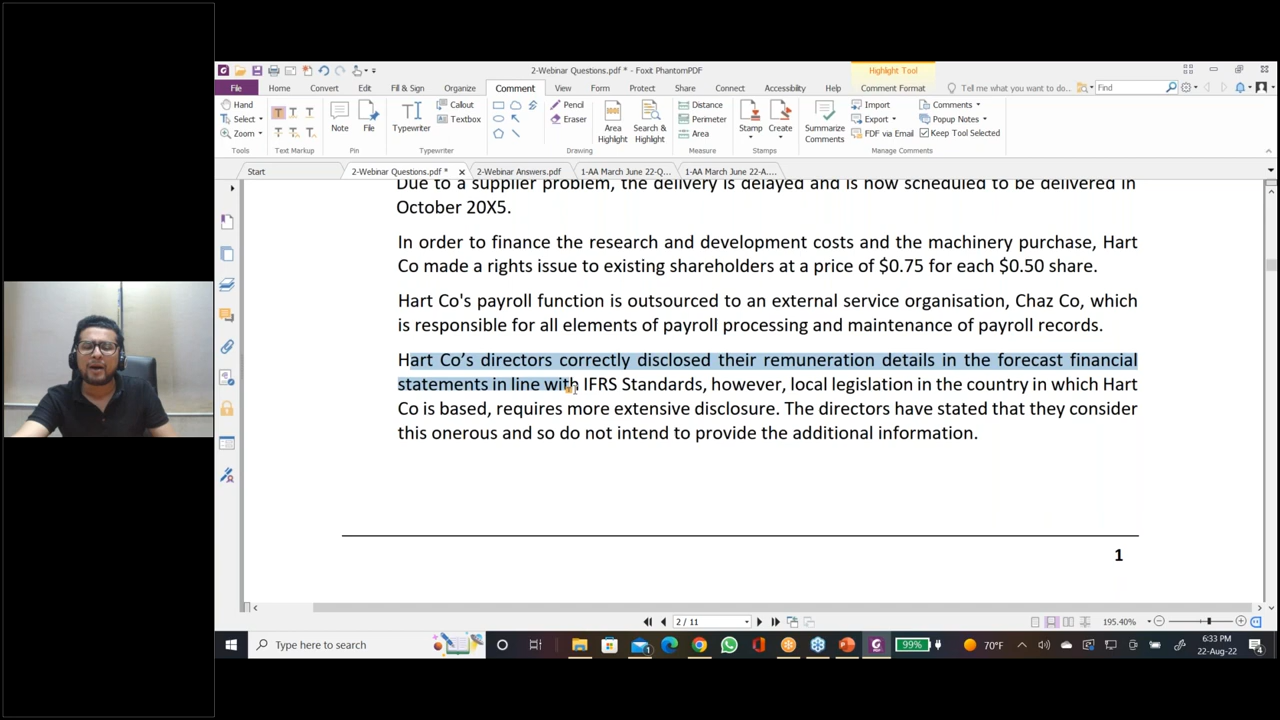 2-Webinar Questions.pdf * - Foxit PhantomPDF
Highlight Tool
File Home Convert Edit Fill & Sign Organize Comment View Form Protect Share Connect Accessibility Help Comment Format Tell me what you want to do.. Find
Hand Select Zoom
Tools
Text Markup
Note File
Pin
Typewriter Callout Textbox
Typewriter
Pencil Eraser Area Highlight Search & Highlight
Drawing
Distance Perimeter Area
Measure
Stamp Create
Stamps
Summarize Comments Import Export FDF via Email Comments Popup Notes Keep Tool Selected
Manage Comments
Start 2-Webinar Questions.pdf * 2-Webinar Answers.pdf 1-AA March June 22-Q... 1-AA March June 22-A....
Due to a supplier problem, the delivery is delayed and is now scheduled to be delivered in
October 20X5.
In order to finance the research and development costs and the machinery purchase, Hart
Co made a rights issue to existing shareholders at a price of $0.75 for each $0.50 share.
Hart Co's payroll function is outsourced to an external service organisation, Chaz Co, which
is responsible for all elements of payroll processing and maintenance of payroll records.
Hart Co's directors correctly disclosed their remuneration details in the forecast financial
statements in line with IFRS Standards, however, local legislation in the country in which Hart
Co is based, requires more extensive disclosure. The directors have stated that they consider
this onerous and so do not intend to provide the additional information.
1
2 / 11
195.40%
Type here to search
99%
70°F
6:33 PM
22-Aug-22